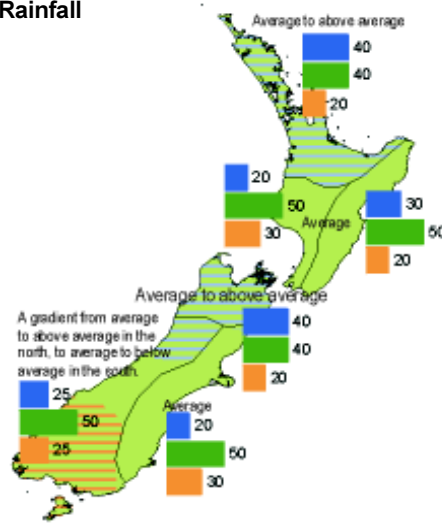 Rainfall
Average to above average
40
40
20
20
50
30
Average
30
50
20
Average to above average
40
40
20
A gradient from average
to above average in the
north, to average to below
average in the south.
25
50
25
Average
20
50
30